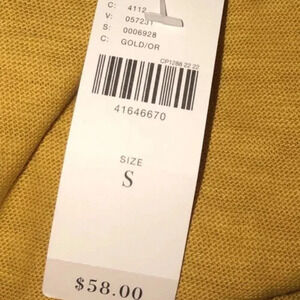 C: 4112
V: 057231
S: 0006928
C: GOLD/OR
CP1288 22 22
41646670
SIZE
S
$58.00